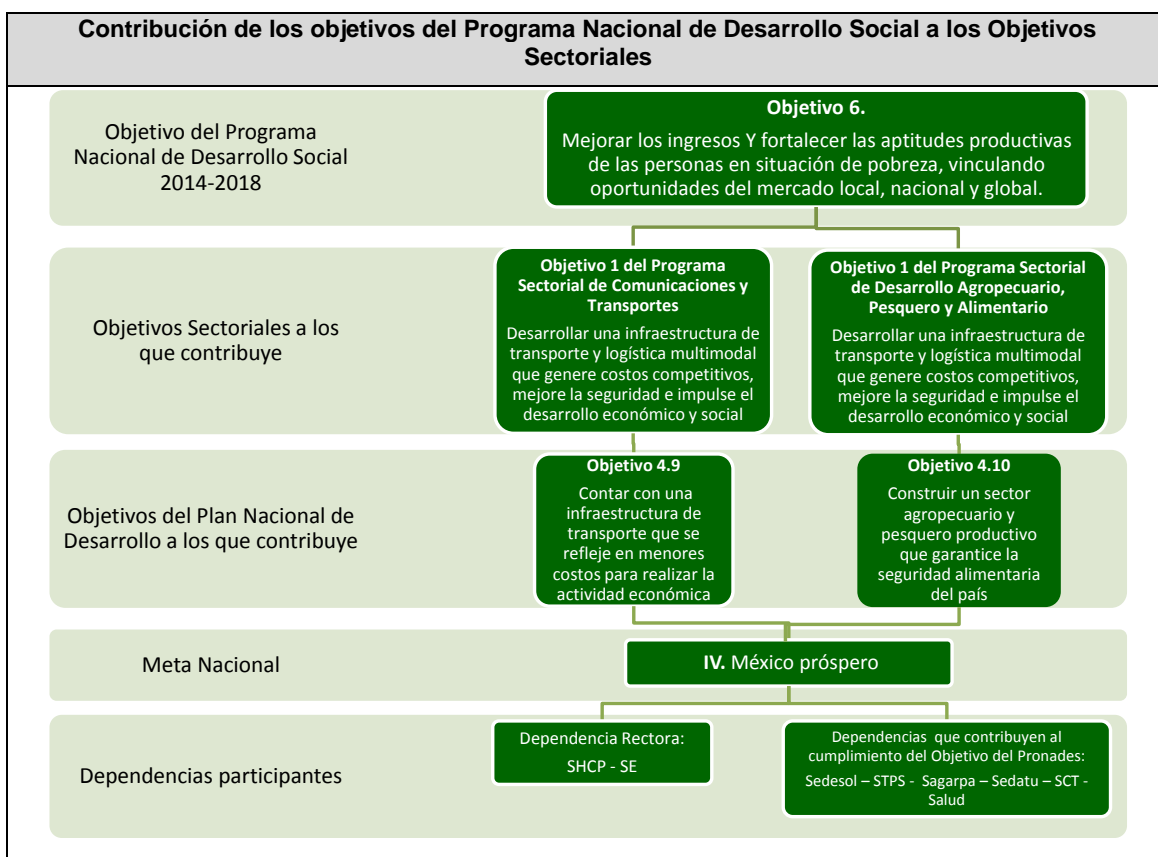 Contribución de los objetivos del Programa Nacional de Desarrollo Social a los Objetivos
Sectoriales
Objetivo del Programa
Nacional de Desarrollo Social
2014-2018
Objetivo 6.
Mejorar los ingresos Y fortalecer las aptitudes productivas
de las personas en situación de pobreza, vinculando
oportunidades del mercado local, nacional y global.
Objetivos Sectoriales a los
que contribuye
Objetivo 1 del Programa
Sectorial de Comunicaciones y
Transportes
Desarrollar una infraestructura de
transporte y logística multimodal
que genere costos competitivos,
mejore la seguridad e impulse el
desarrollo económico y social
Objetivo 1 del Programa Sectorial
de Desarrollo Agropecuario,
Pesquero y Alimentario
Desarrollar una infraestructura de
transporte y logística multimodal
que genere costos competitivos,
mejore la seguridad e impulse el
desarrollo económico y social
Objetivos del Plan Nacional de
Desarrollo a los que contribuye
Objetivo 4.9
Contar con una
infraestructura de
transporte que se
refleje en menores
costos para realizar la
actividad económica
Objetivo 4.10
Construir un sector
agropecuario y
pesquero productivo
que garantice la
seguridad alimentaria
del país
Meta Nacional
IV. México próspero
Dependencias participantes
Dependencia Rectora:
SHCP - SE
Dependencias que contribuyen al
cumplimiento del Objetivo del Pronades:
Sedesol – STPS - Sagarpa – Sedatu – SCT -
Salud